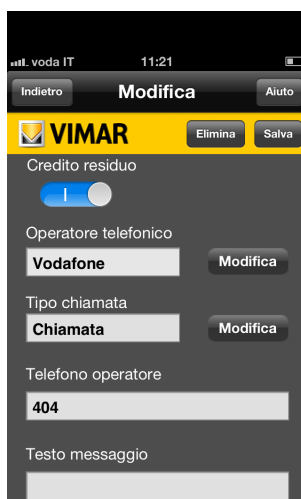 voda IT 11:21
Indietro Modifica Aiuto
VIMAR Elimina Salva
Credito residuo
Operatore telefonico
Vodafone Modifica
Tipo chiamata
Chiamata Modifica
Telefono operatore
404
Testo messaggio